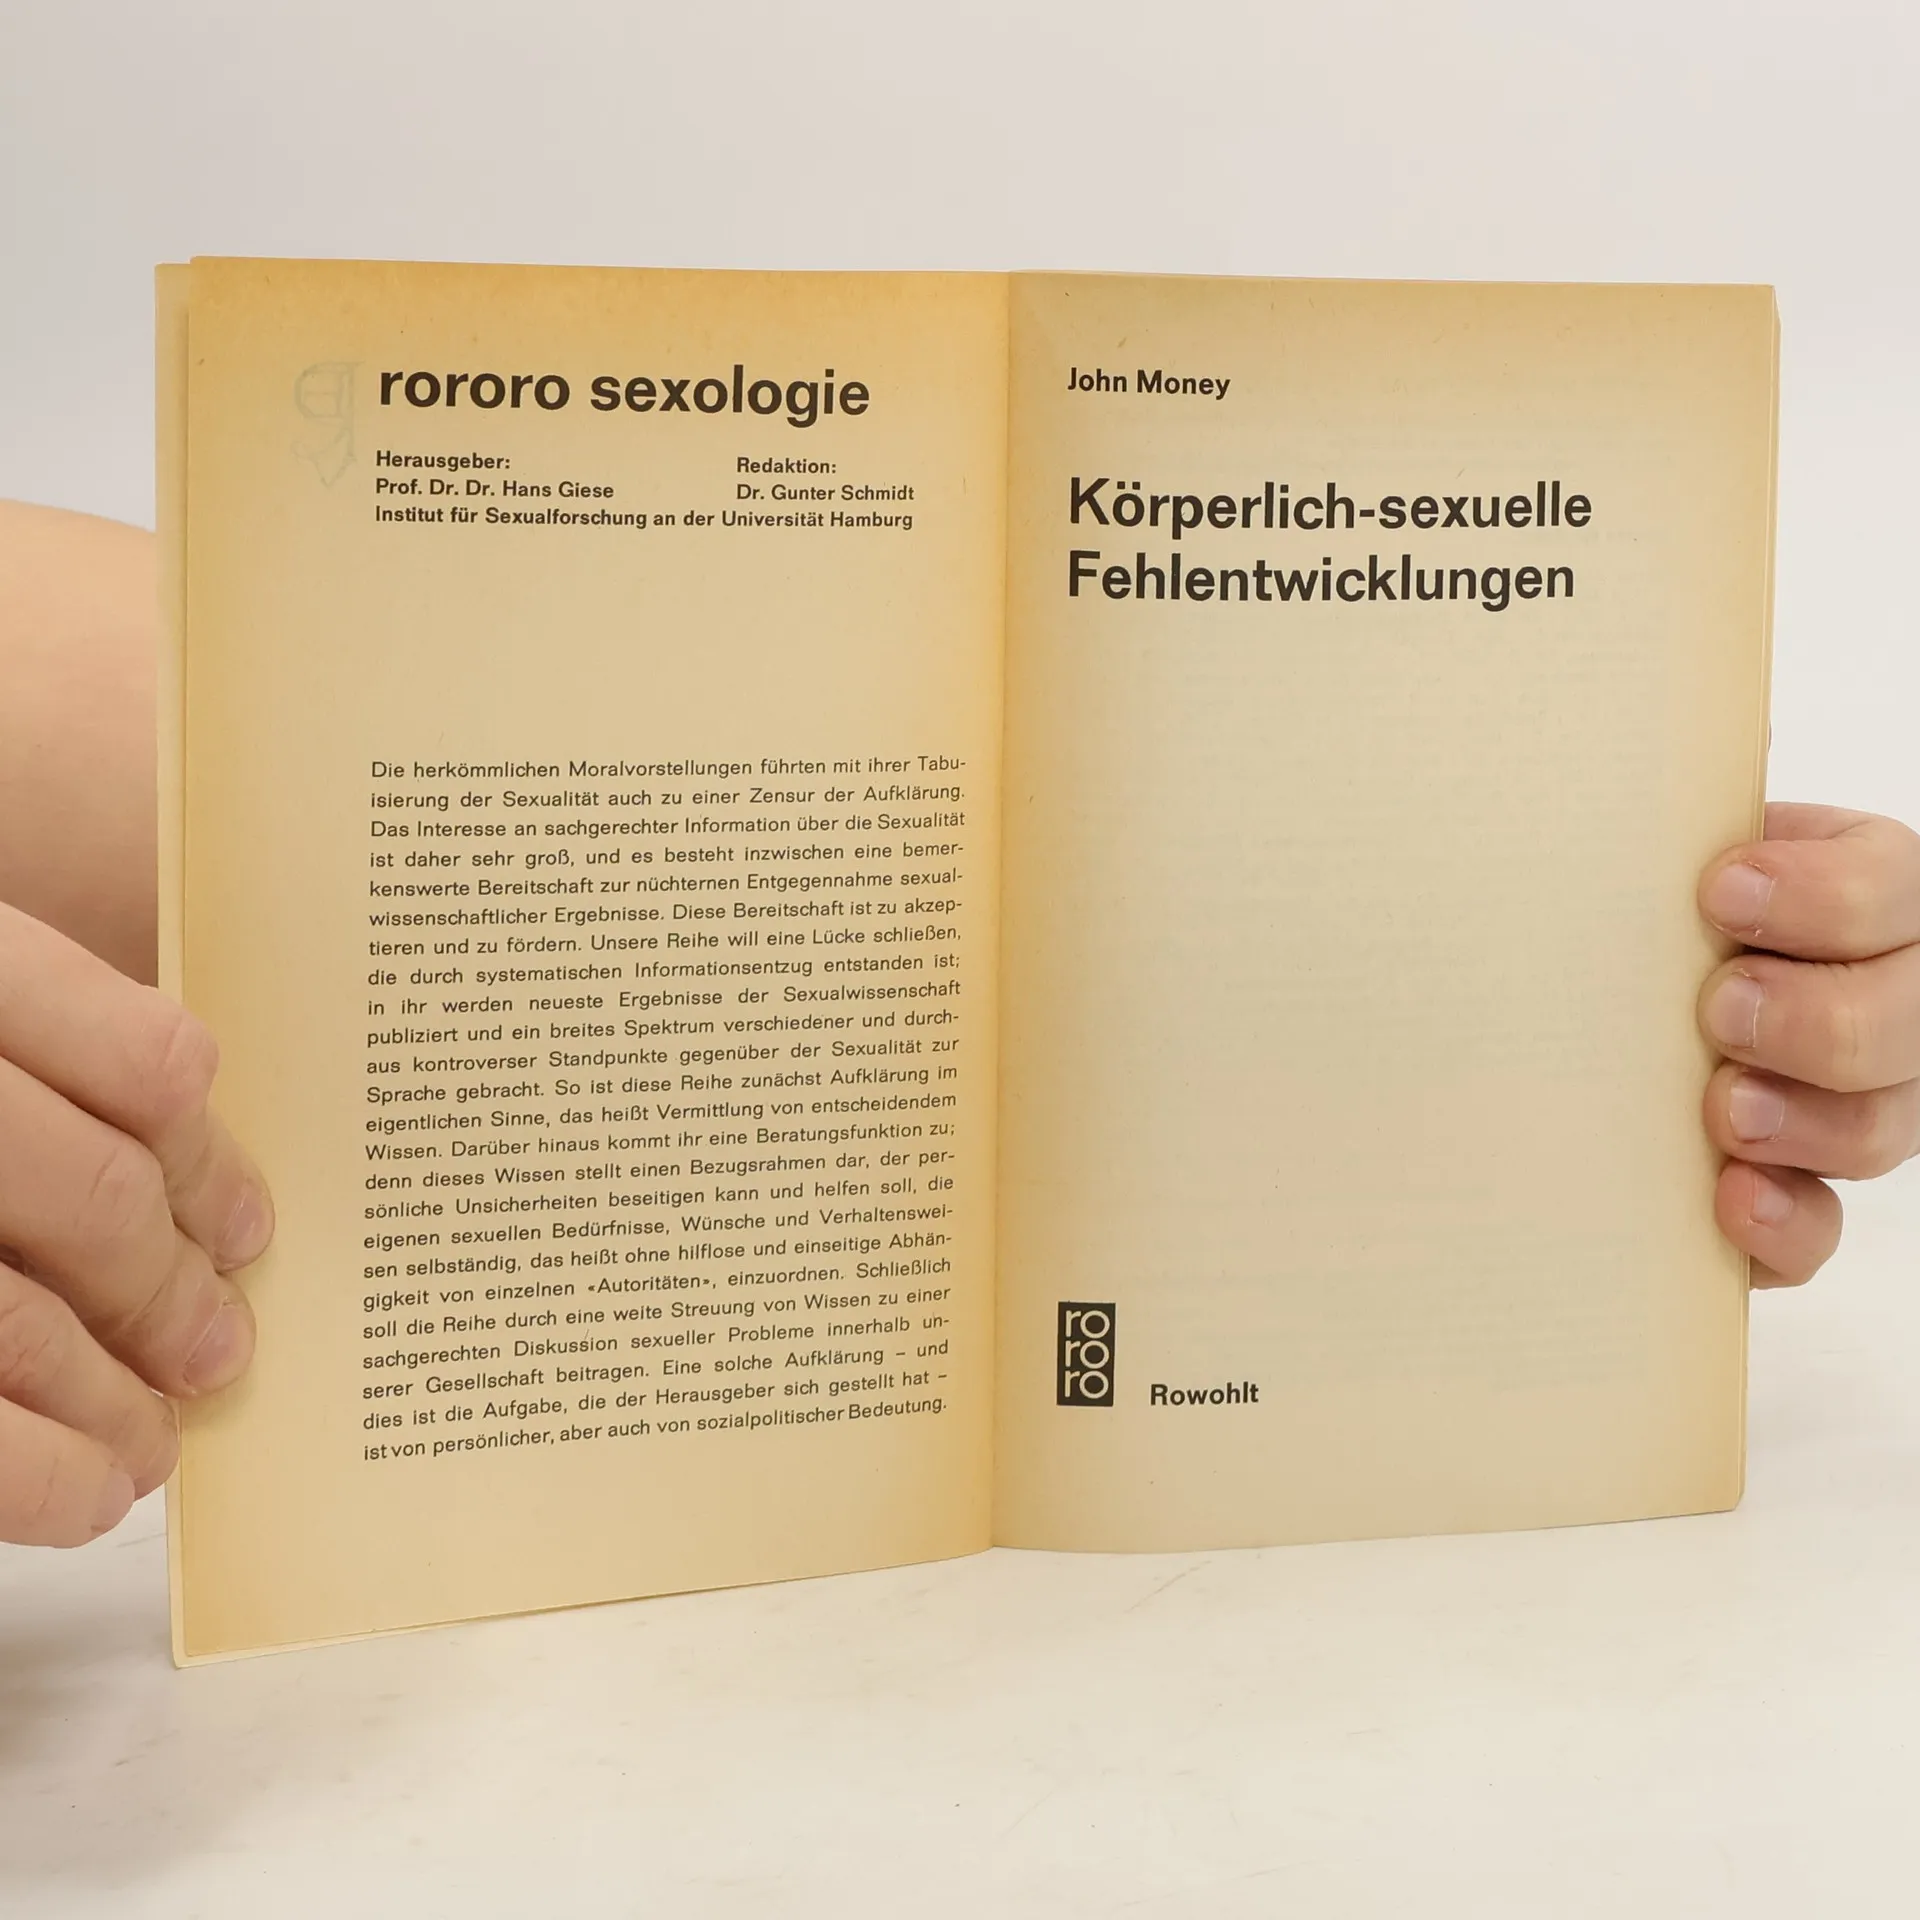 rororo sexologie
Herausgeber:
Prof. Dr. Dr. Hans Giese
Redaktion:
Dr. Gunter Schmidt
Institut für Sexualforschung an der Universität Hamburg
Die herkömmlichen Moralvorstellungen führten mit ihrer Tabu-
isierung der Sexualität auch zu einer Zensur der Aufklärung.
Das Interesse an sachgerechter Information über die Sexualität
ist daher sehr groß, und es besteht inzwischen eine bemer-
kenswerte Bereitschaft zur nüchternen Entgegennahme sexual-
wissenschaftlicher Ergebnisse. Diese Bereitschaft ist zu akzep-
tieren und zu fördern. Unsere Reihe will eine Lücke schließen,
die durch systematischen Informationsentzug entstanden ist;
in ihr werden neueste Ergebnisse der Sexualwissenschaft
publiziert und ein breites Spektrum verschiedener und durch-
aus kontroverser Standpunkte gegenüber der Sexualität zur
Sprache gebracht. So ist diese Reihe zunächst Aufklärung im
eigentlichen Sinne, das heißt Vermittlung von entscheidendem
Wissen. Darüber hinaus kommt ihr eine Beratungsfunktion zu;
denn dieses Wissen stellt einen Bezugsrahmen dar, der per-
sönliche Unsicherheiten beseitigen kann und helfen soll, die
eigenen sexuellen Bedürfnisse, Wünsche und Verhaltenswei-
sen selbständig, das heißt ohne hilflose und einseitige Abhän-
gigkeit von einzelnen «Autoritäten», einzuordnen. Schließlich
soll die Reihe durch eine weite Streuung von Wissen zu einer
sachgerechten Diskussion sexueller Probleme innerhalb un-
serer Gesellschaft beitragen. Eine solche Aufklärung – und
dies ist die Aufgabe, die der Herausgeber sich gestellt hat –
ist von persönlicher, aber auch von sozialpolitischer Bedeutung.
John Money
Körperlich-sexuelle
Fehlentwicklungen
ro
ro
ro
Rowohlt